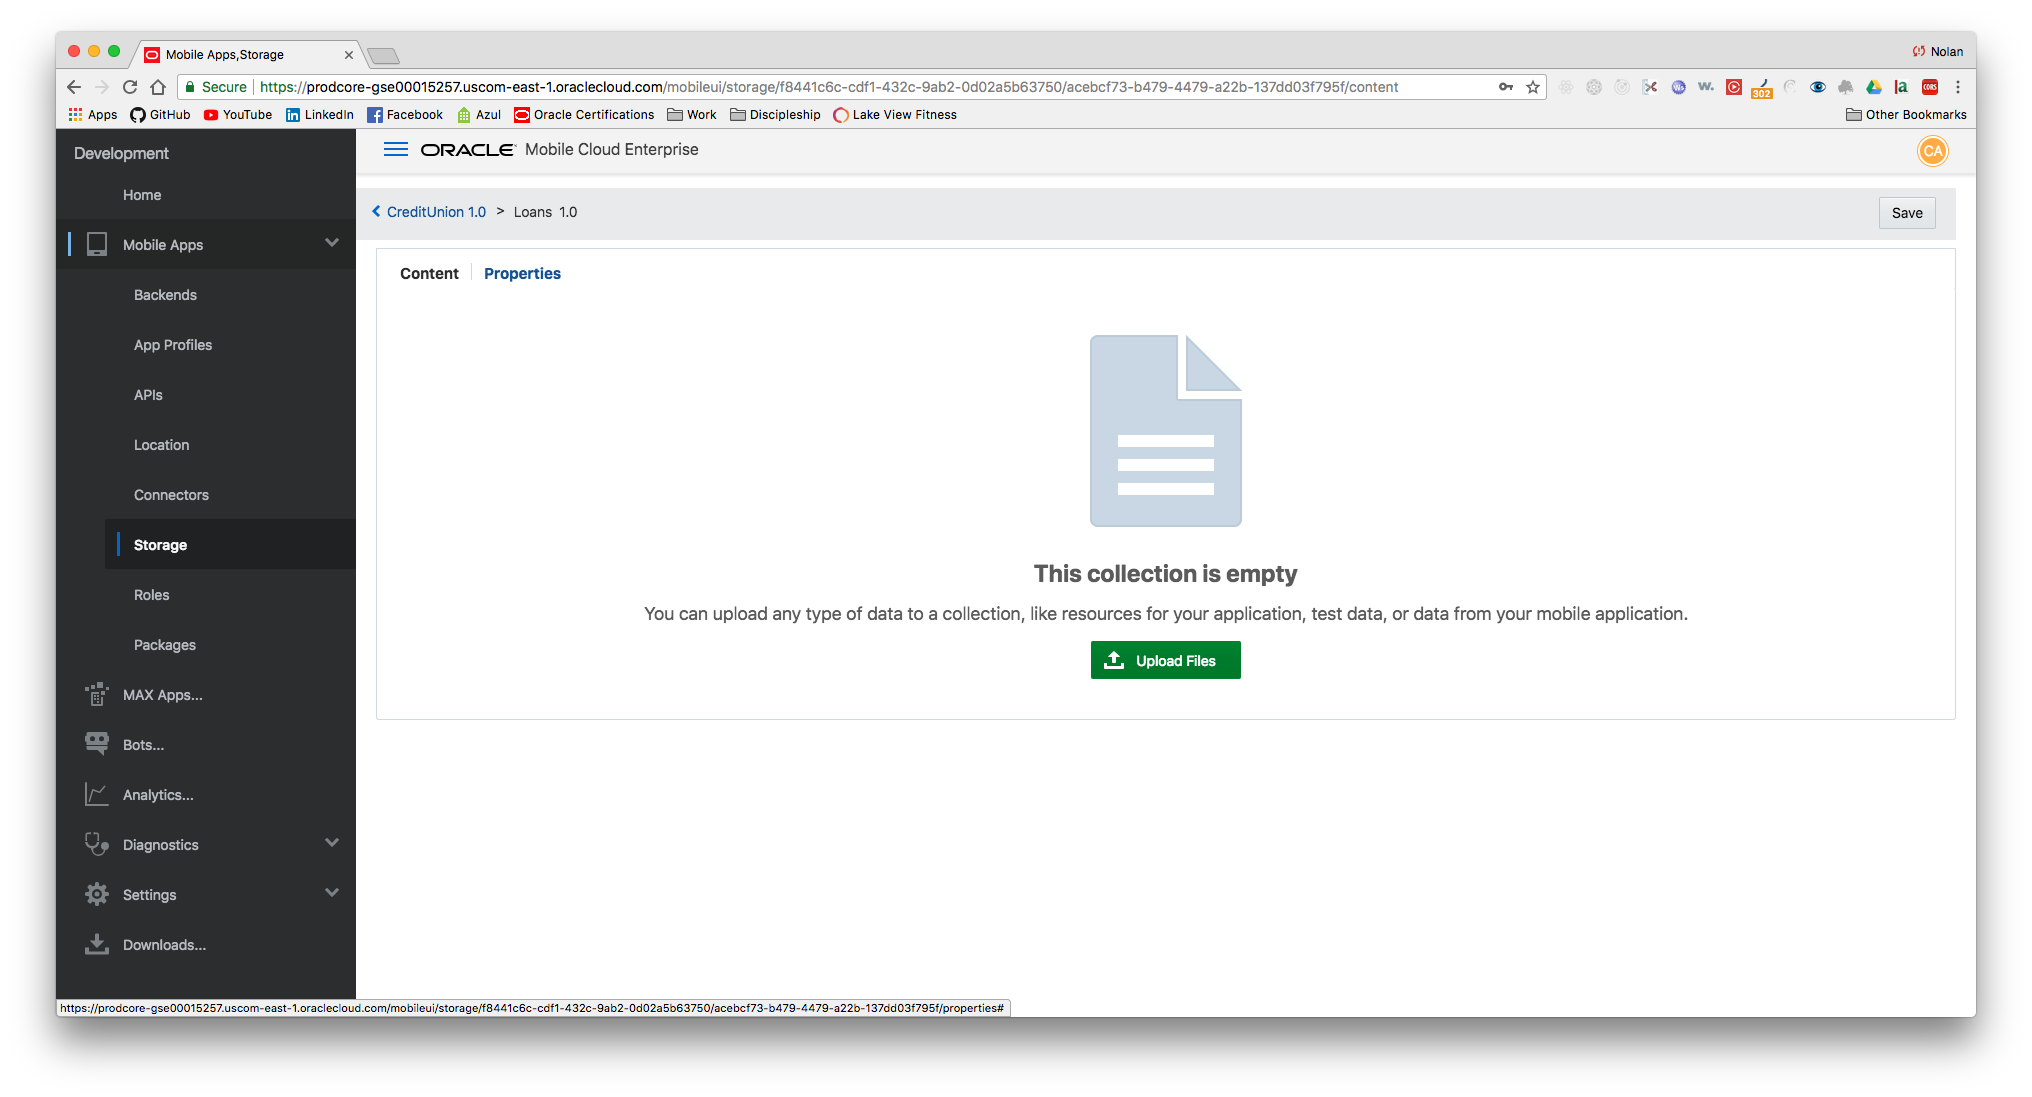 Mobile Apps,Storage
Nolan
Secure https://prodcore-gse00015257.uscom-east-1.oraclecloud.com/mobileui/storage/f8441c6c-cdf1-432c-9ab2-0d02a5b63750/acebcf73-b479-4479-a22b-137dd03f795f/content
W.
302
la
CORS
Apps GitHub YouTube LinkedIn Facebook Azul Oracle Certifications Work Discipleship Lake View Fitness Other Bookmarks
Development
ORACLE Mobile Cloud Enterprise
CA
Home
CreditUnion 1.0 > Loans 1.0
Save
Mobile Apps
Content Properties
Backends
App Profiles
APIs
Location
Connectors
Storage
Roles
Packages
MAX Apps...
Bots...
Analytics...
Diagnostics
Settings
Downloads...
This collection is empty
You can upload any type of data to a collection, like resources for your application, test data, or data from your mobile application.
Upload Files
https://prodcore-gse00015257.uscom-east-1.oraclecloud.com/mobileui/storage/f8441c6c-cdf1-432c-9ab2-0d02a5b63750/acebcf73-b479-4479-a22b-137dd03f795f/properties#